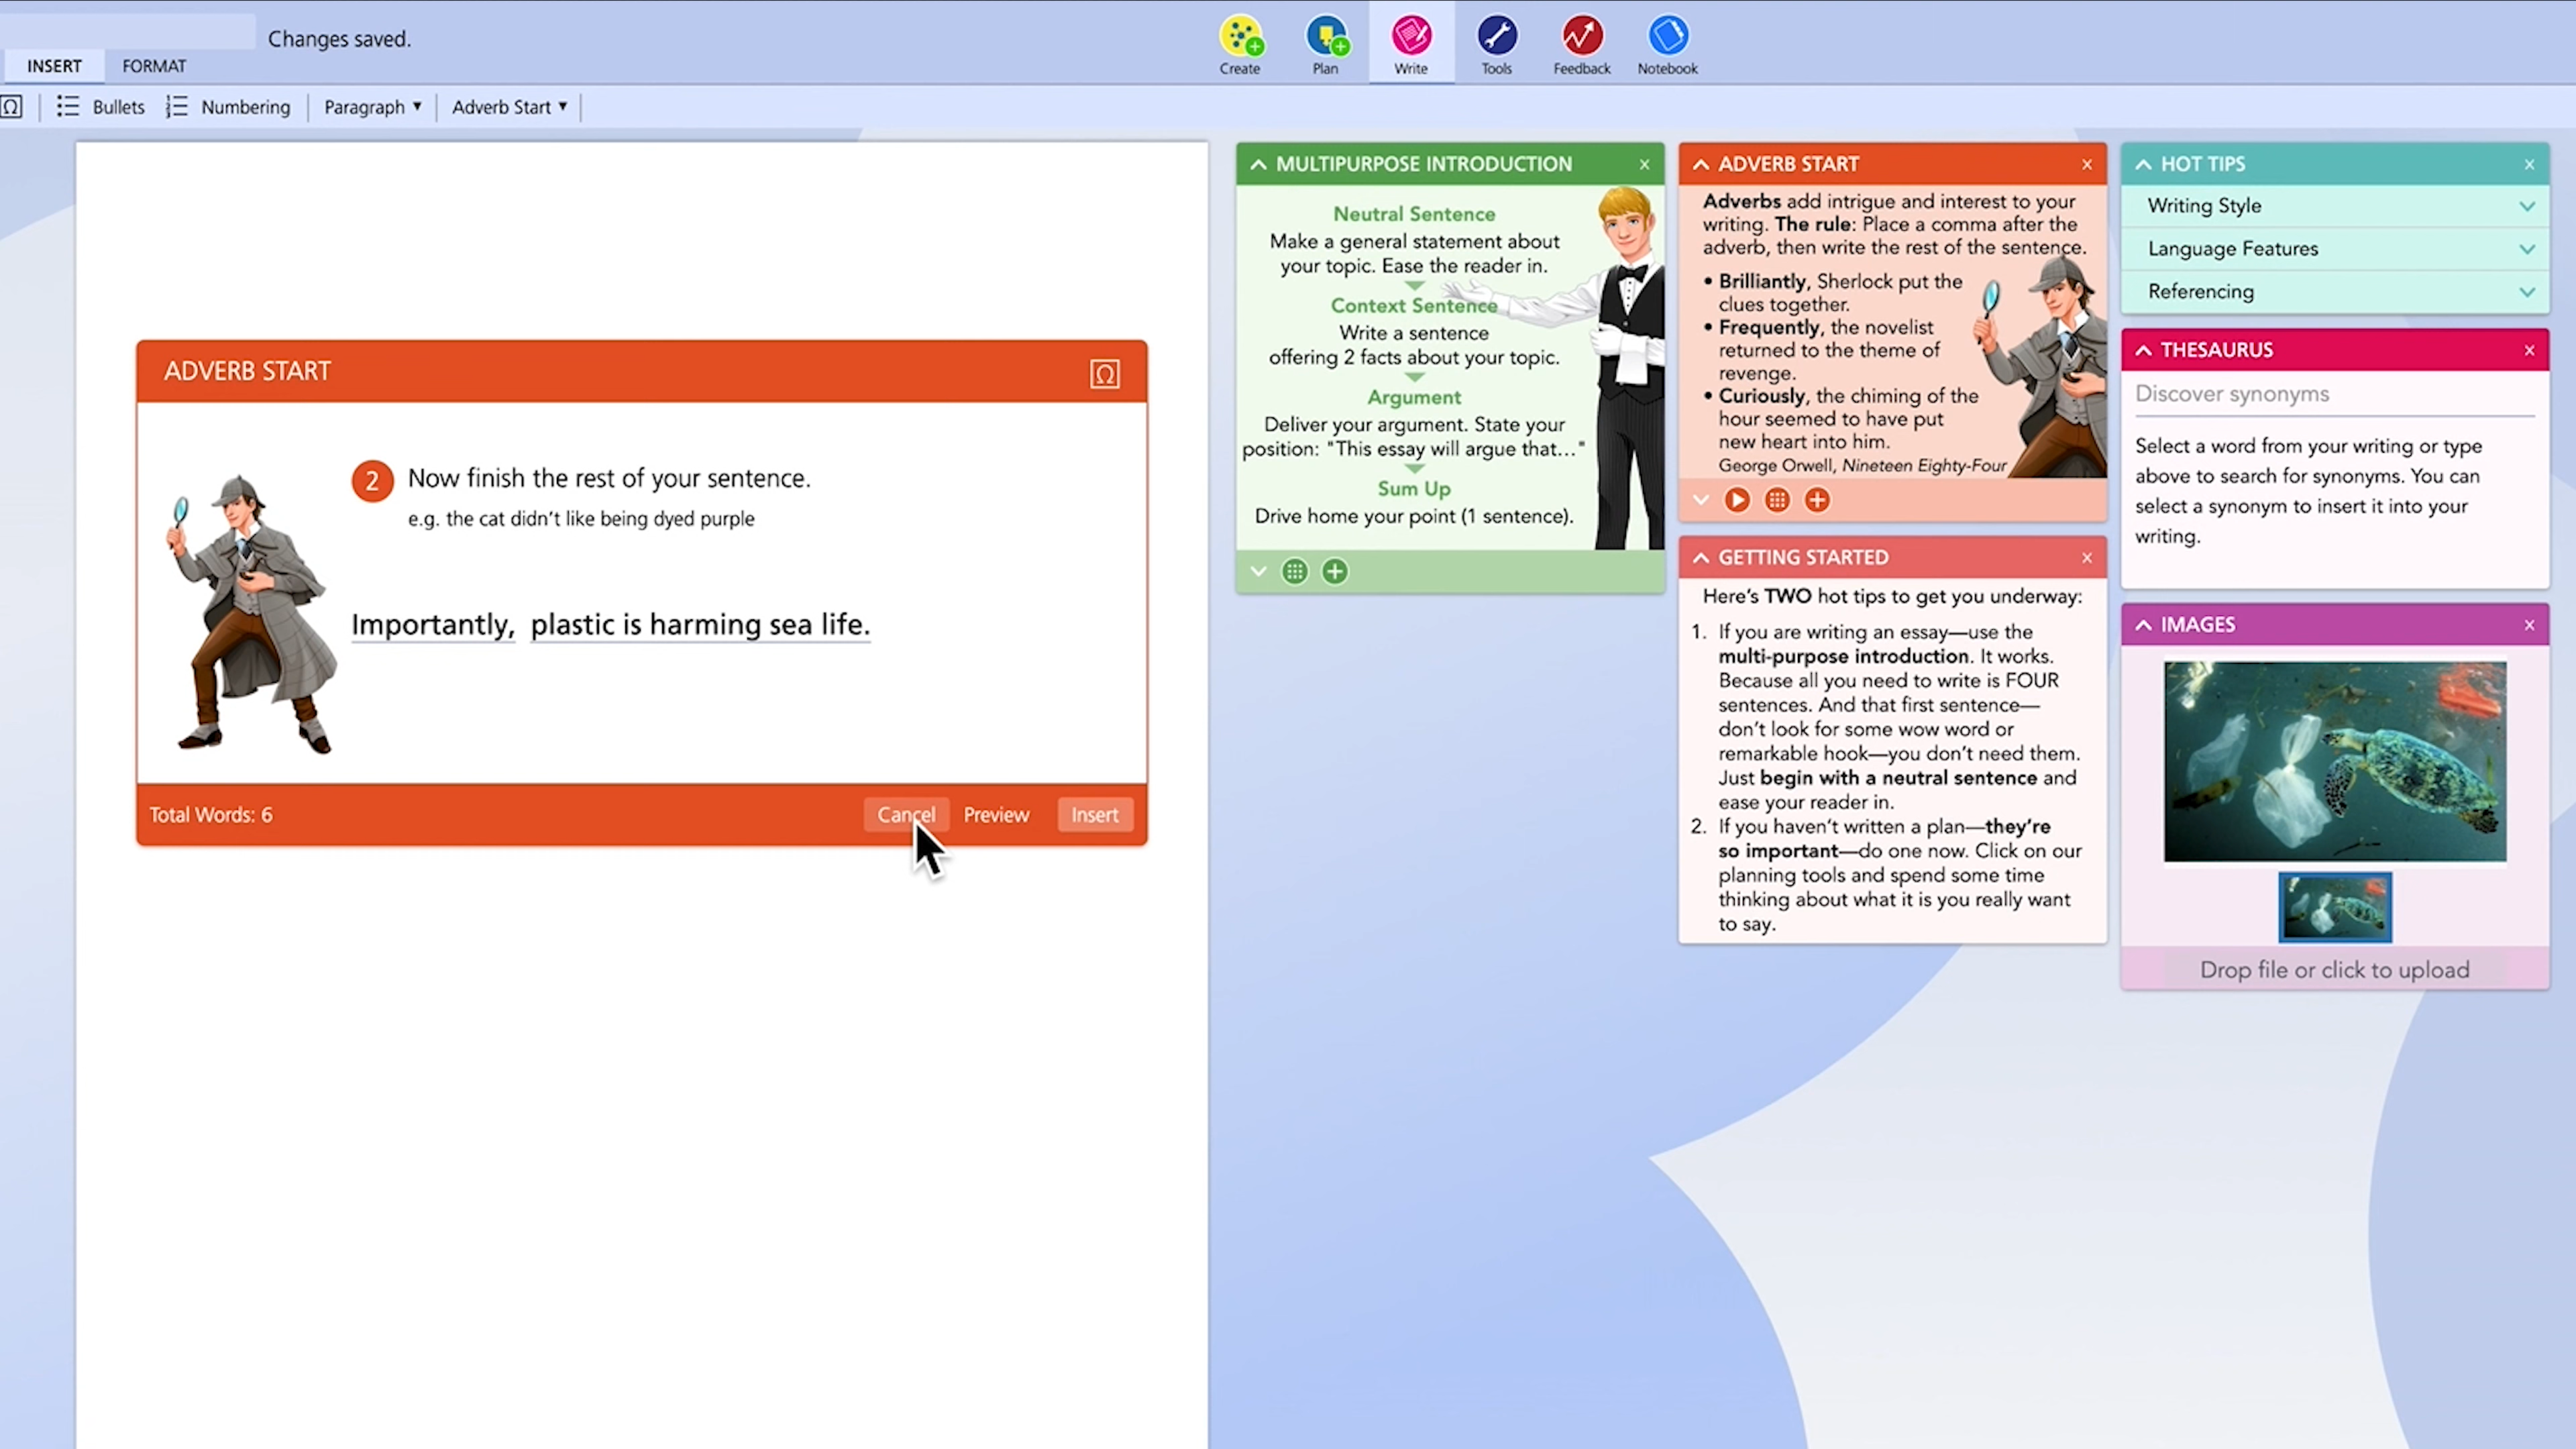 Changes saved.
INSERT FORMAT
Create Plan Write Tools Feedback Notebook
Ω Bullets Numbering Paragraph ▼ Adverb Start ▼
ADVERB START
Ω
2 Now finish the rest of your sentence.
e.g. the cat didn't like being dyed purple
Importantly, plastic is harming sea life.
Total Words: 6 Cancel Preview Insert
MULTIPURPOSE INTRODUCTION x
Neutral Sentence
Make a general statement about
your topic. Ease the reader in.
Context Sentence
Write a sentence
offering 2 facts about your topic.
Argument
Deliver your argument. State your
position: "This essay will argue that..."
Sum Up
Drive home your point (1 sentence).
ADVERB START x
Adverbs add intrigue and interest to your
writing. The rule: Place a comma after the
adverb, then write the rest of the sentence.
• Brilliantly, Sherlock put the
clues together.
• Frequently, the novelist
returned to the theme of
revenge.
• Curiously, the chiming of the
hour seemed to have put
new heart into him.
George Orwell, Nineteen Eighty-Four
GETTING STARTED x
Here's TWO hot tips to get you underway:
1. If you are writing an essay—use the
multi-purpose introduction. It works.
Because all you need to write is FOUR
sentences. And that first sentence—
don't look for some wow word or
remarkable hook—you don't need them.
Just begin with a neutral sentence and
ease your reader in.
2. If you haven't written a plan—they're
so important—do one now. Click on our
planning tools and spend some time
thinking about what it is you really want
to say.
HOT TIPS x
Writing Style
Language Features
Referencing
THESAURUS x
Discover synonyms
Select a word from your writing or type
above to search for synonyms. You can
select a synonym to insert it into your
writing.
IMAGES x
Drop file or click to upload